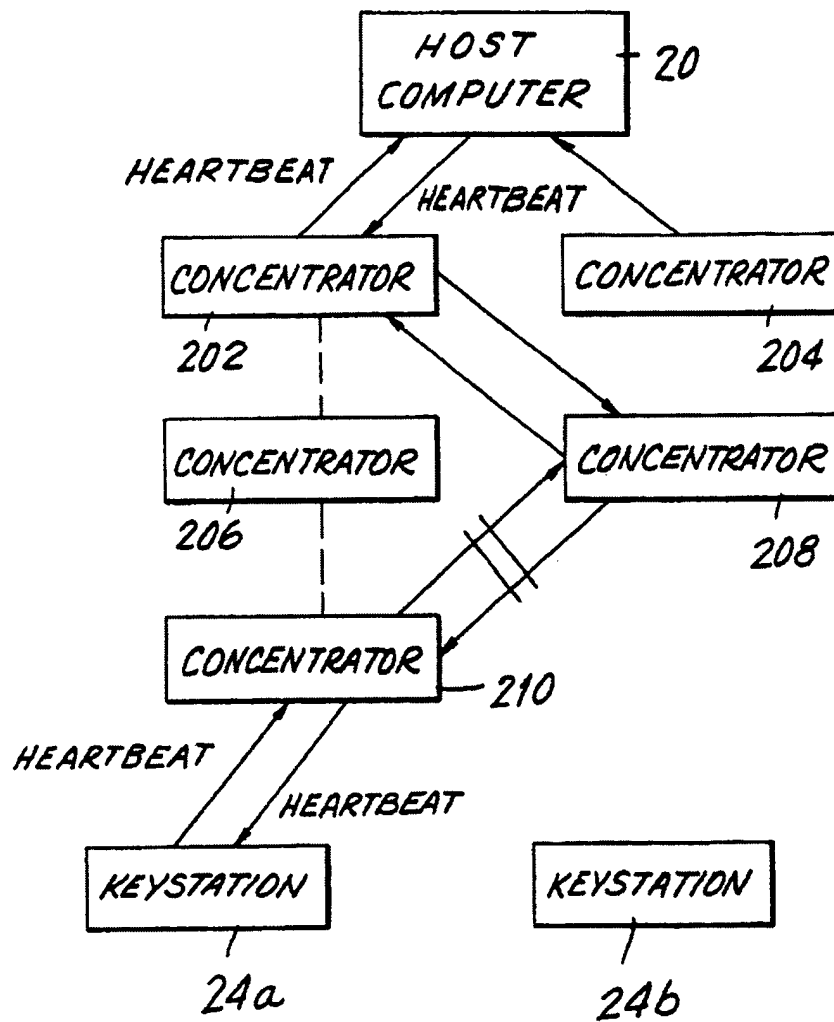 HOST
COMPUTER
20
HEARTBEAT
HEARTBEAT
CONCENTRATOR
202
CONCENTRATOR
204
CONCENTRATOR
206
CONCENTRATOR
208
CONCENTRATOR
210
HEARTBEAT
HEARTBEAT
KEYSTATION
24a
KEYSTATION
24b